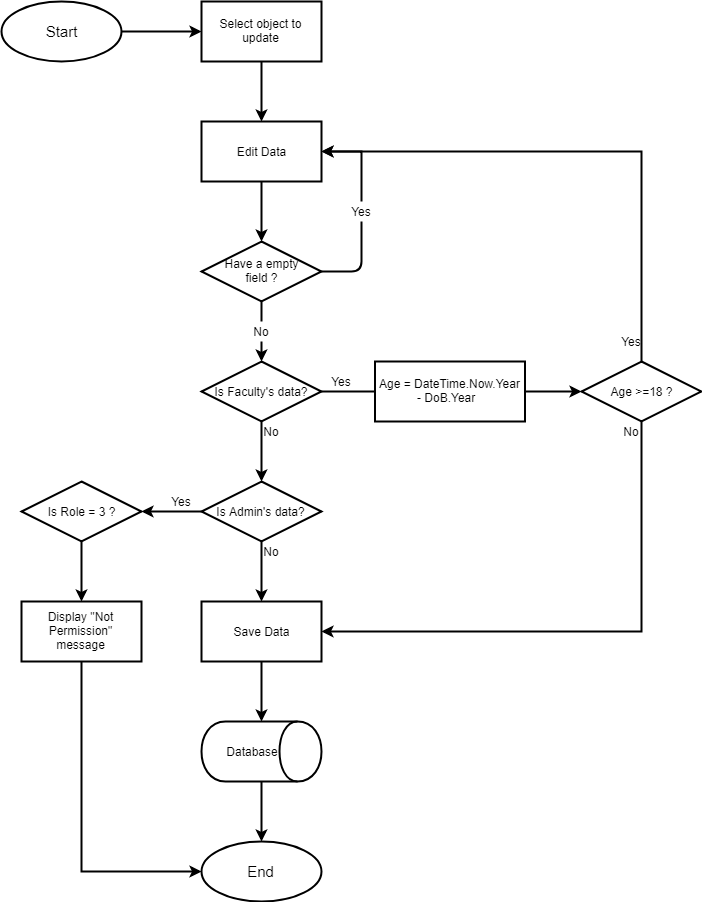 Start
Select object to
update
Edit Data
Yes
Have a empty
field ?
No
Is Faculty's data?
Yes
Age = DateTime.Now.Year
- DoB.Year
Age >=18 ?
Yes
No
No
Is Role = 3 ?
Yes
Is Admin's data?
No
Display "Not
Permission"
message
Save Data
Database
End